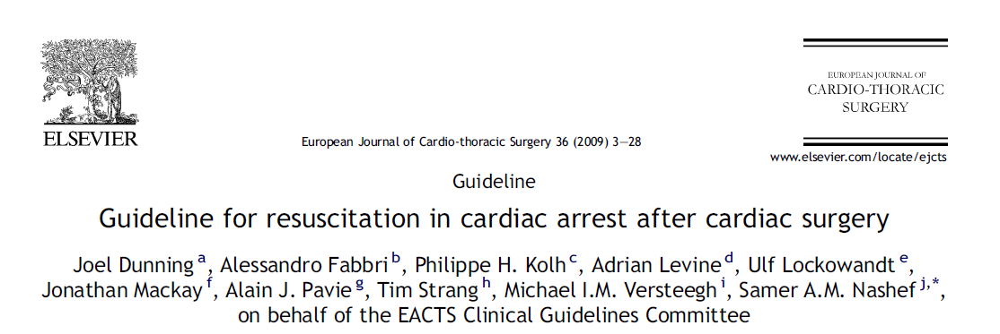 ELSEVIER
European Journal of Cardio-thoracic Surgery 36 (2009) 3—28
EUROPEAN JOURNAL OF
CARDIO-THORACIC
SURGERY
www.elsevier.com/locate/ejcts
Guideline
Guideline for resuscitation in cardiac arrest after cardiac surgery
Joel Dunning a, Alessandro Fabbri b, Philippe H. Kolh c, Adrian Levine d, Ulf Lockowandt e,
Jonathan Mackay f, Alain J. Pavie g, Tim Strang h, Michael I.M. Versteegh i, Samer A.M. Nashef j,*,
on behalf of the EACTS Clinical Guidelines Committee